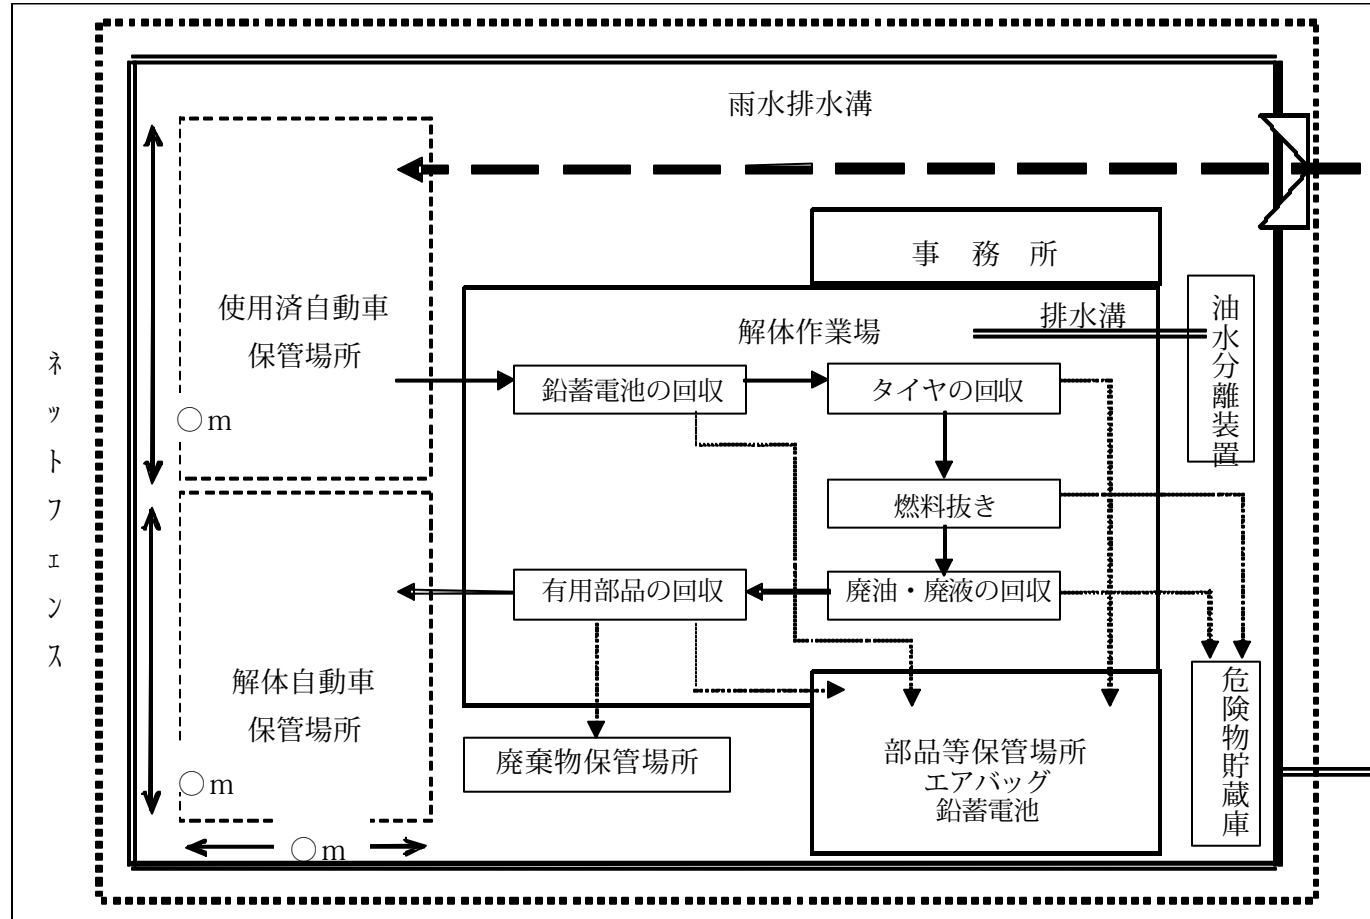 雨水排水溝
事　務　所
使用済自動車
保管場所
解体作業場
排水溝
油水分離装置
ネットフェンス
鉛蓄電池の回収
タイヤの回収
〇ｍ
燃料抜き
有用部品の回収
廃油・廃液の回収
解体自動車
保管場所
危険物貯蔵庫
廃棄物保管場所
部品等保管場所
エアバッグ
鉛蓄電池
〇ｍ
〇ｍ